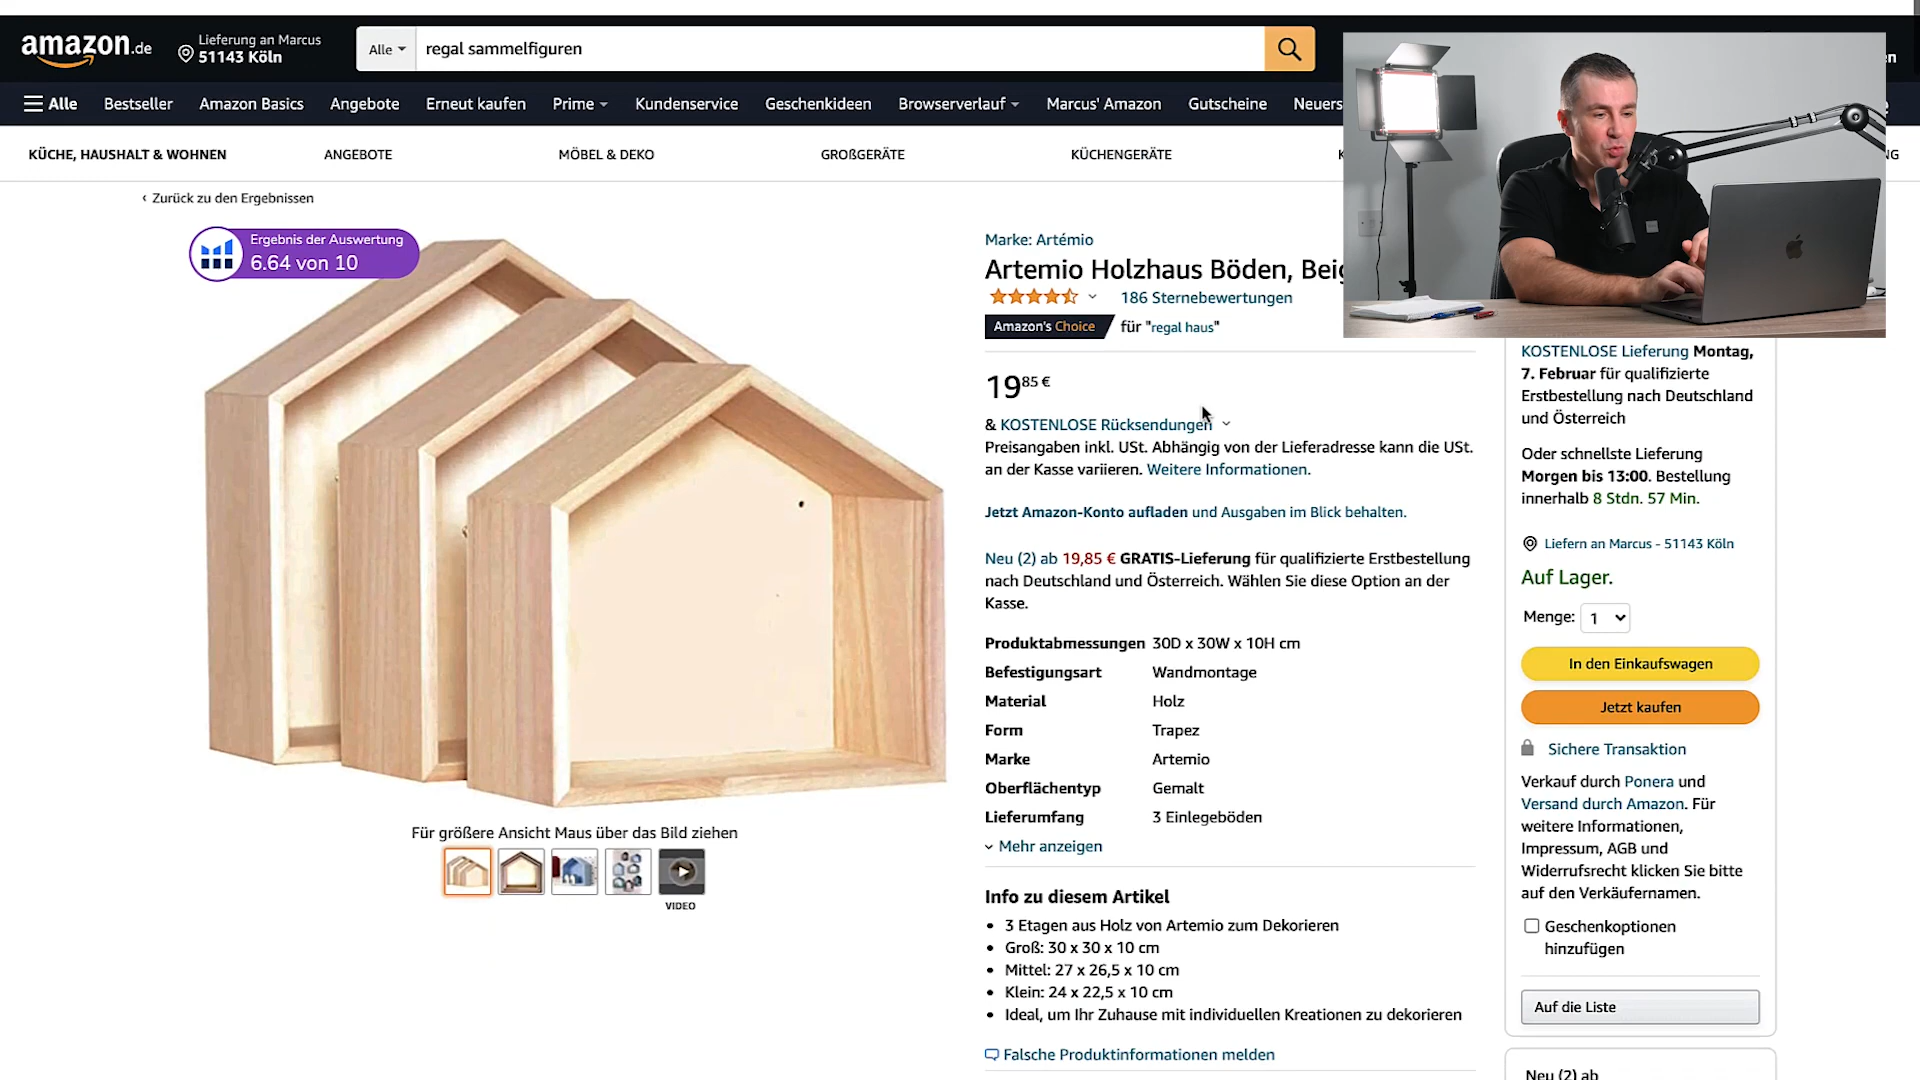 amazon.de
Lieferung an Marcus
51143 Köln
Alle
regal sammelfiguren
Alle
Bestseller
Amazon Basics
Angebote
Erneut kaufen
Prime
Kundenservice
Geschenkideen
Browserverlauf
Marcus' Amazon
Gutscheine
KÜCHE, HAUSHALT & WOHNEN
ANGEBOTE
MÖBEL & DEKO
GROẞGERÄTE
KÜCHENGERÄTE
‹ Zurück zu den Ergebnissen
Ergebnis der Auswertung
6.64 von 10
Für größere Ansicht Maus über das Bild ziehen
VIDEO
Marke: Artémio
Artemio Holzhaus Böden,
186 Sternebewertungen
Amazon's Choice für "regal haus"
19 85 €
& KOSTENLOSE Rücksendungen
Preisangaben inkl. USt. Abhängig von der Lieferadresse kann die USt.
an der Kasse variieren. Weitere Informationen.
Jetzt Amazon-Konto aufladen und Ausgaben im Blick behalten.
Neu (2) ab 19,85 € GRATIS-Lieferung für qualifizierte Erstbestellung
nach Deutschland und Österreich. Wählen Sie diese Option an der
Kasse.
Produktabmessungen 30D x 30W x 10H cm
Befestigungsart Wandmontage
Material Holz
Form Trapez
Marke Artemio
Oberflächentyp Gemalt
Lieferumfang 3 Einlegeböden
Mehr anzeigen
Info zu diesem Artikel
• 3 Etagen aus Holz von Artemio zum Dekorieren
• Groß: 30 x 30 x 10 cm
• Mittel: 27 x 26,5 x 10 cm
• Klein: 24 x 22,5 x 10 cm
• Ideal, um Ihr Zuhause mit individuellen Kreationen zu dekorieren
Falsche Produktinformationen melden
KOSTENLOSE Lieferung Montag,
7. Februar für qualifizierte
Erstbestellung nach Deutschland
und Österreich
Oder schnellste Lieferung
Morgen bis 13:00. Bestellung
innerhalb 8 Stdn. 57 Min.
Liefern an Marcus - 51143 Köln
Auf Lager.
Menge: 1
In den Einkaufswagen
Jetzt kaufen
Sichere Transaktion
Verkauf durch Ponera und
Versand durch Amazon. Für
weitere Informationen,
Impressum, AGB und
Widerrufsrecht klicken Sie bitte
auf den Verkäufernamen.
Geschenkoptionen
hinzufügen
Auf die Liste
Neu (2) ab